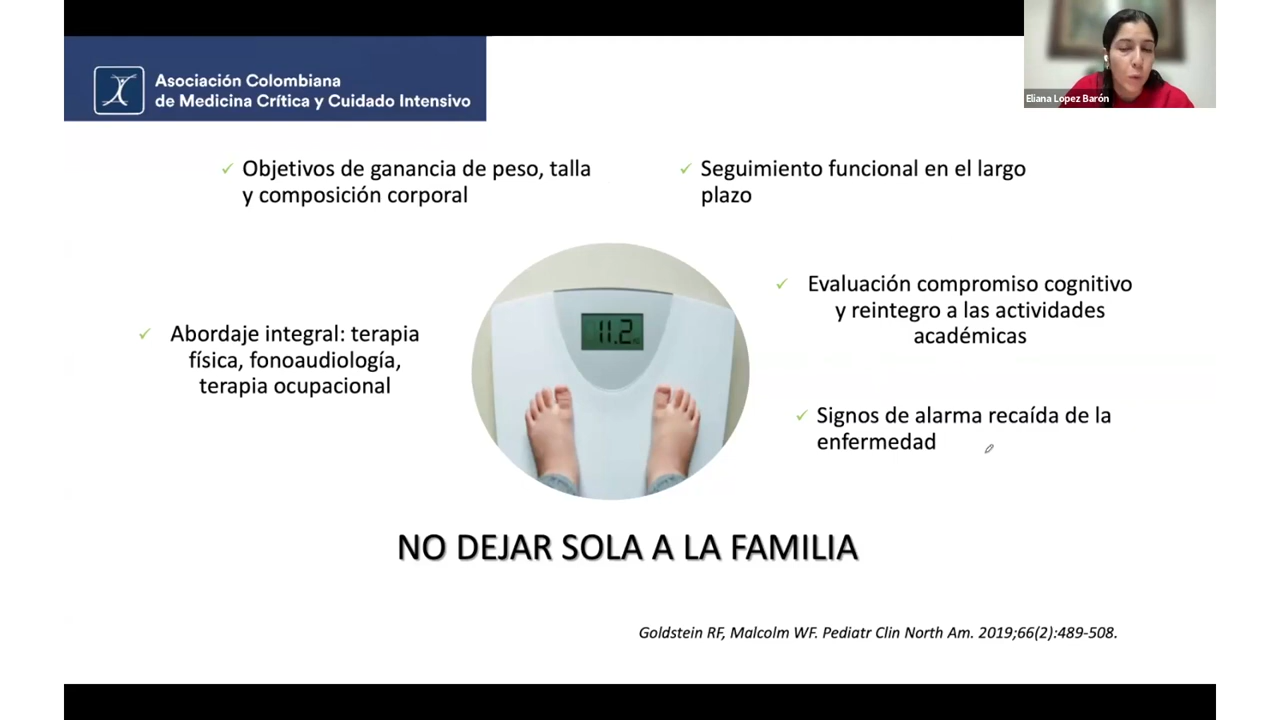 Asociación Colombiana
de Medicina Crítica y Cuidado Intensivo
Eliana Lopez Barón
✓ Objetivos de ganancia de peso, talla
y composición corporal
✓ Seguimiento funcional en el largo
plazo
✓ Evaluación compromiso cognitivo
y reintegro a las actividades
académicas
✓ Abordaje integral: terapia
física, fonoaudiología,
terapia ocupacional
11.2
✓ Signos de alarma recaída de la
enfermedad
NO DEJAR SOLA A LA FAMILIA
Goldstein RF, Malcolm WF. Pediatr Clin North Am. 2019;66(2):489-508.